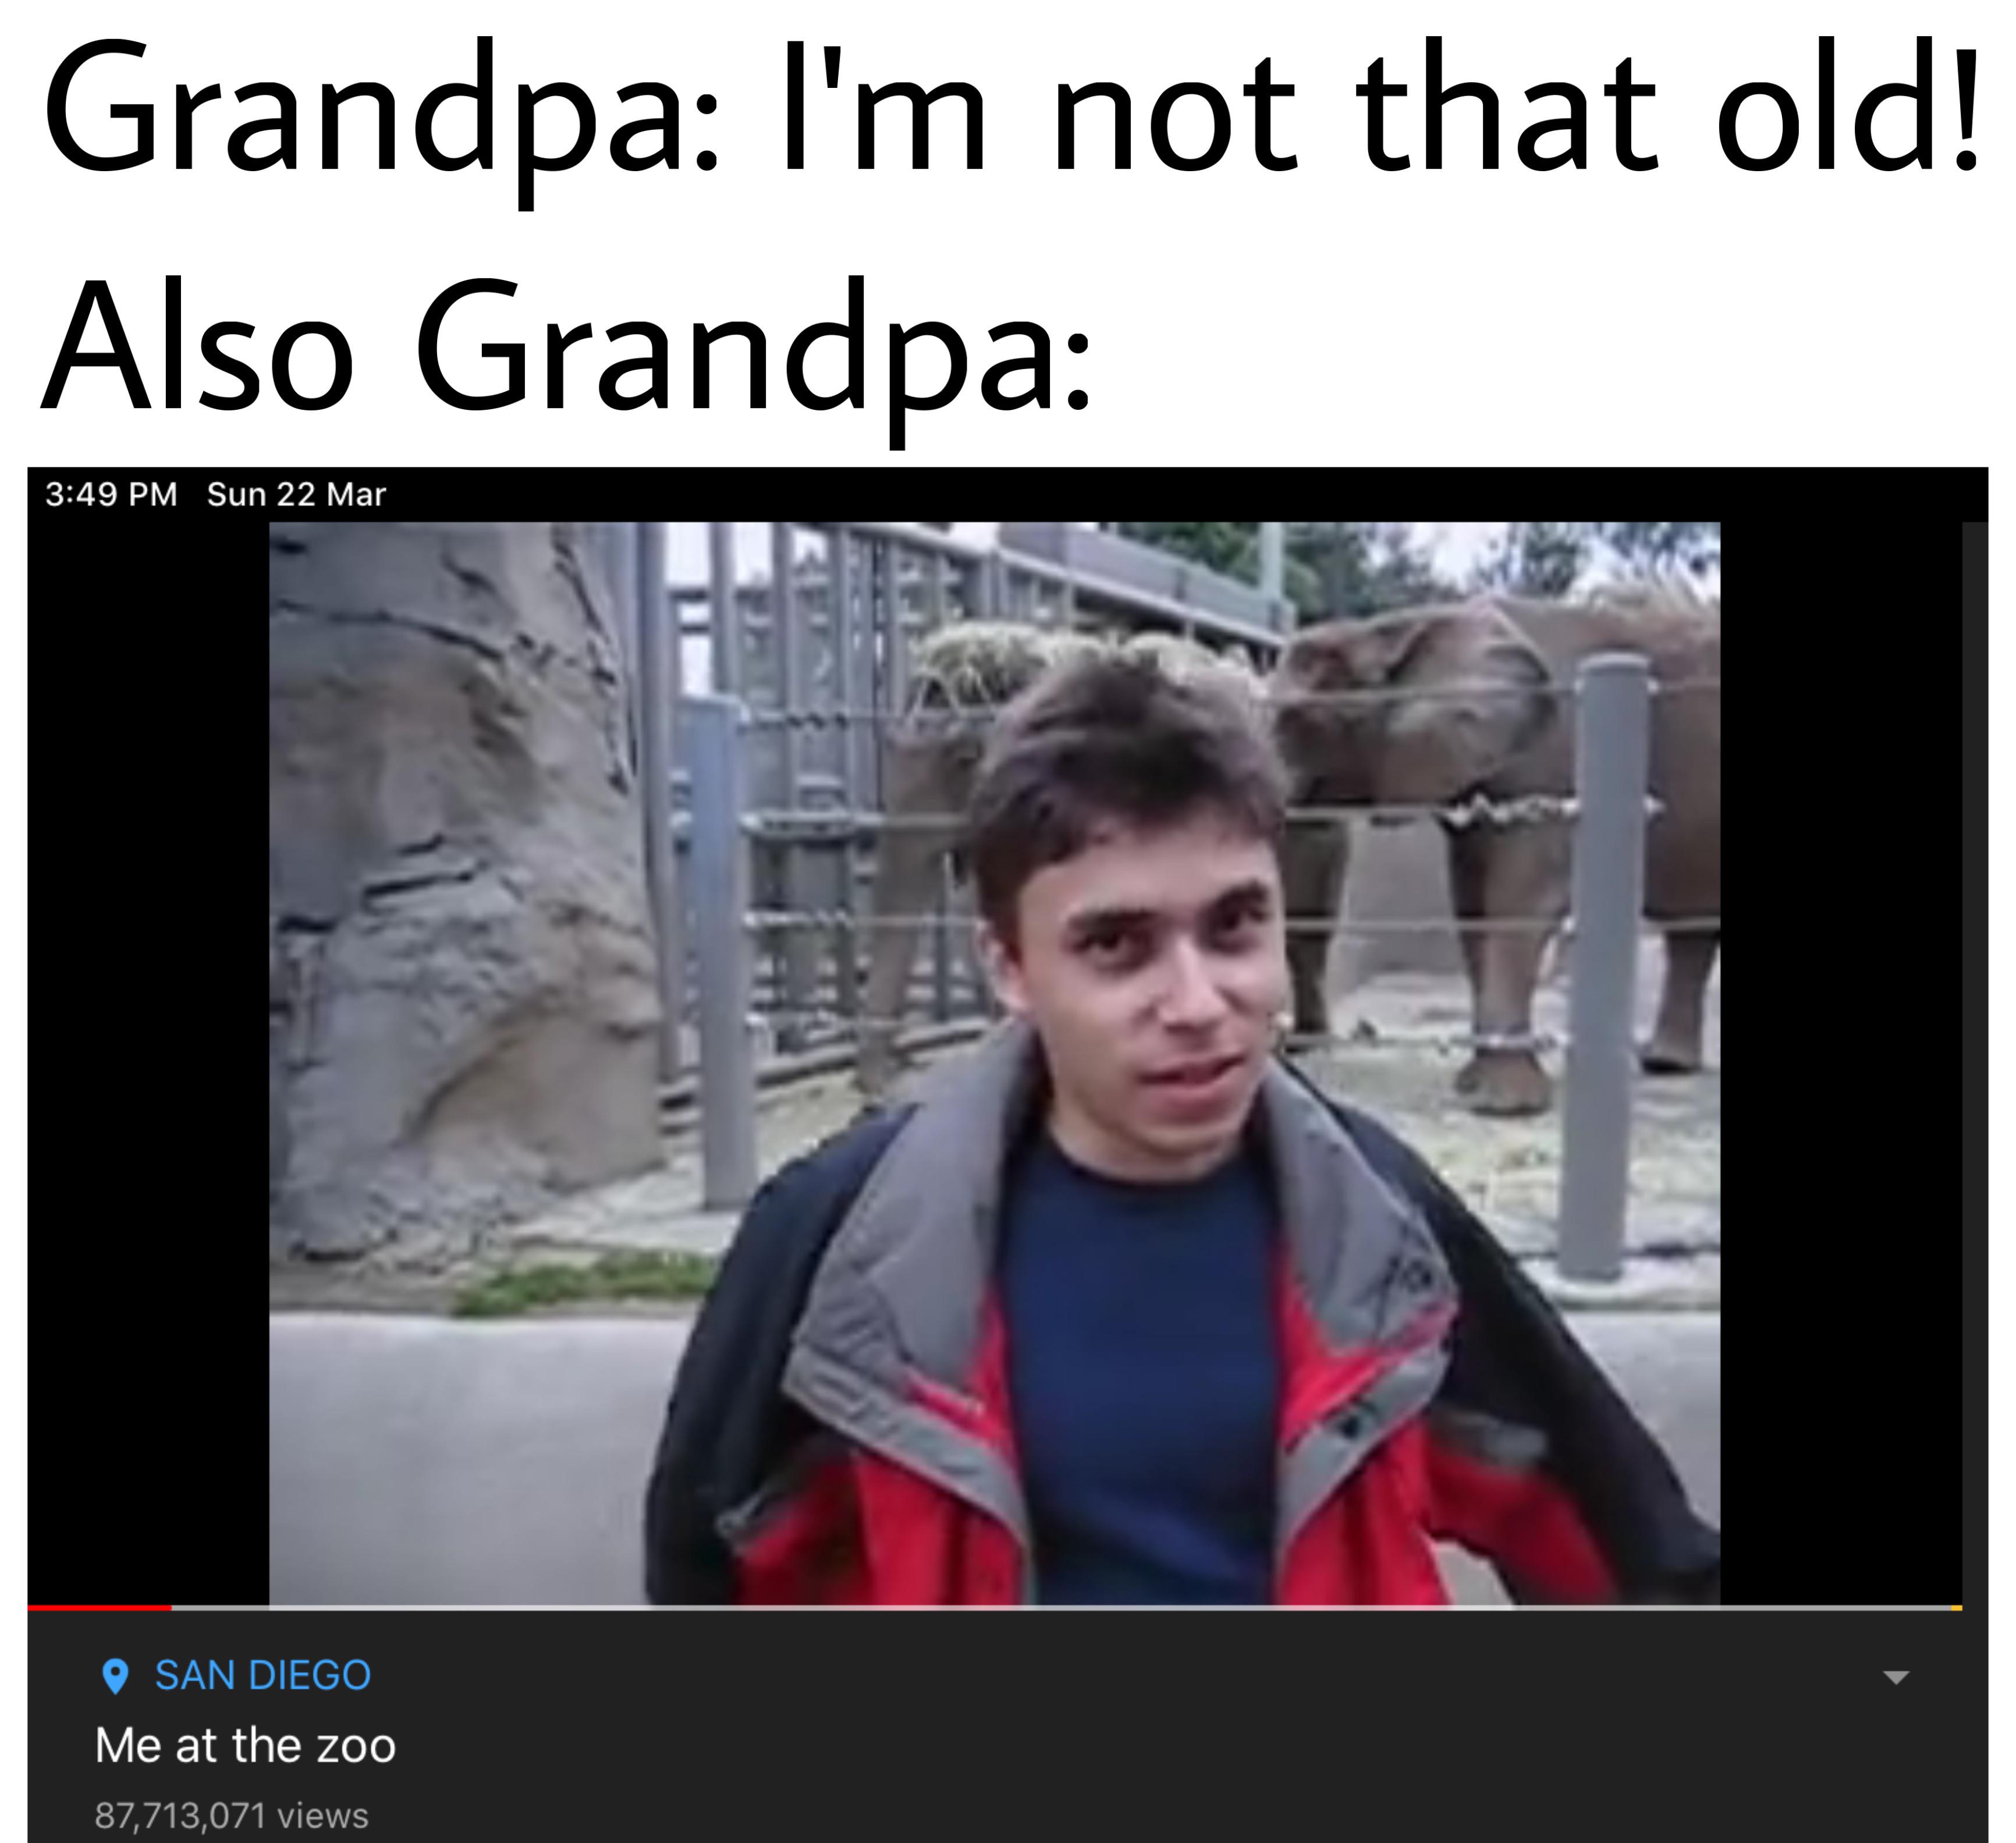 Grandpa: I'm not that old!
Also Grandpa:
3:49 PM Sun 22 Mar
SAN DIEGO
Me at the zoo
87,713,071 views